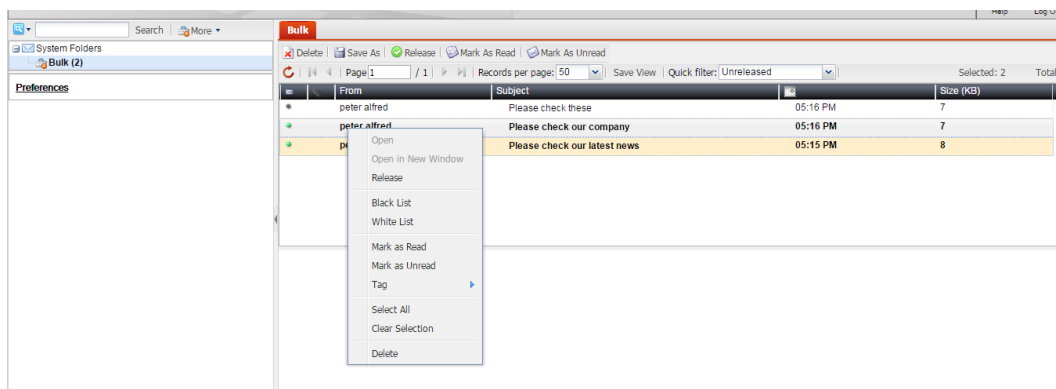 Help Log O
Search More
Bulk
System Folders
Bulk (2)
Preferences
Delete Save As Release Mark As Read Mark As Unread
Page 1 / 1 Records per page: 50 Save View Quick filter: Unreleased Selected: 2 Total
From Subject Size (KB)
peter alfred Please check these 05:16 PM 7
peter alfred Please check our company 05:16 PM 7
pe Please check our latest news 05:15 PM 8
Open
Open in New Window
Release
Black List
White List
Mark as Read
Mark as Unread
Tag
Select All
Clear Selection
Delete